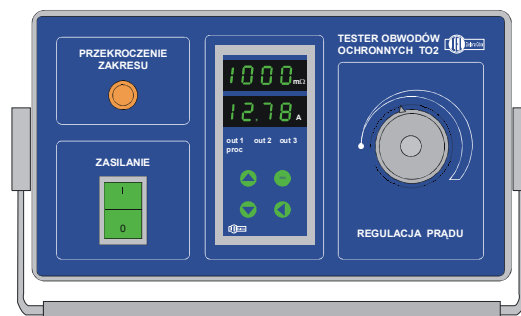 PRZEKROCZENIE
ZAKRESU
ZASILANIE
I
0
1000 mΩ
12.78 A
out 1 out 2 out 3
proc
TESTER OBWODÓW
OCHRONNYCH TO2
REGULACJA PRĄDU